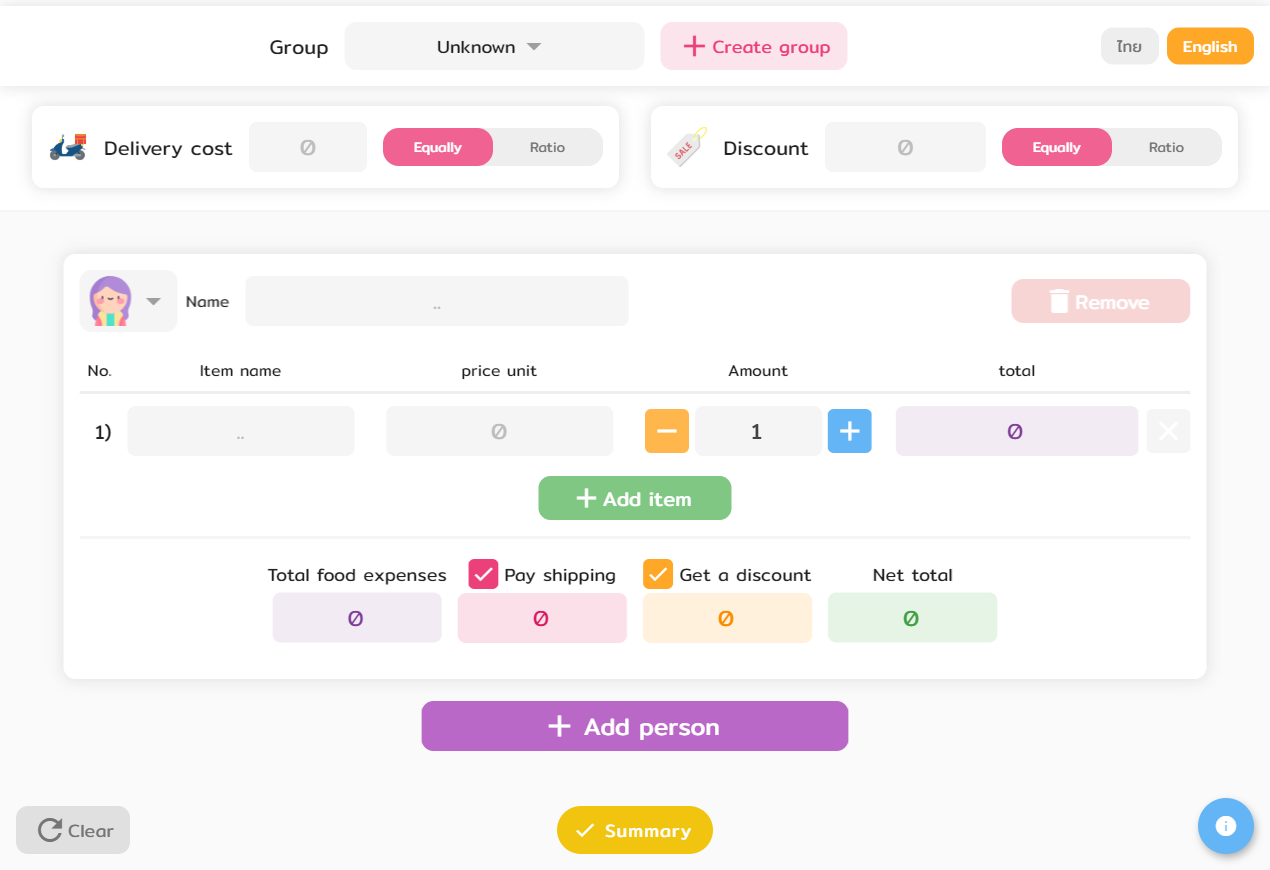 Group Unknown Create group ไทย English
Delivery cost 0 Equally Ratio SALE Discount 0 Equally Ratio
Name .. Remove
No. Item name price unit Amount total
1) .. 0 1 0
Add item
Total food expenses Pay shipping Get a discount Net total
0 0 0 0
Add person
Clear Summary